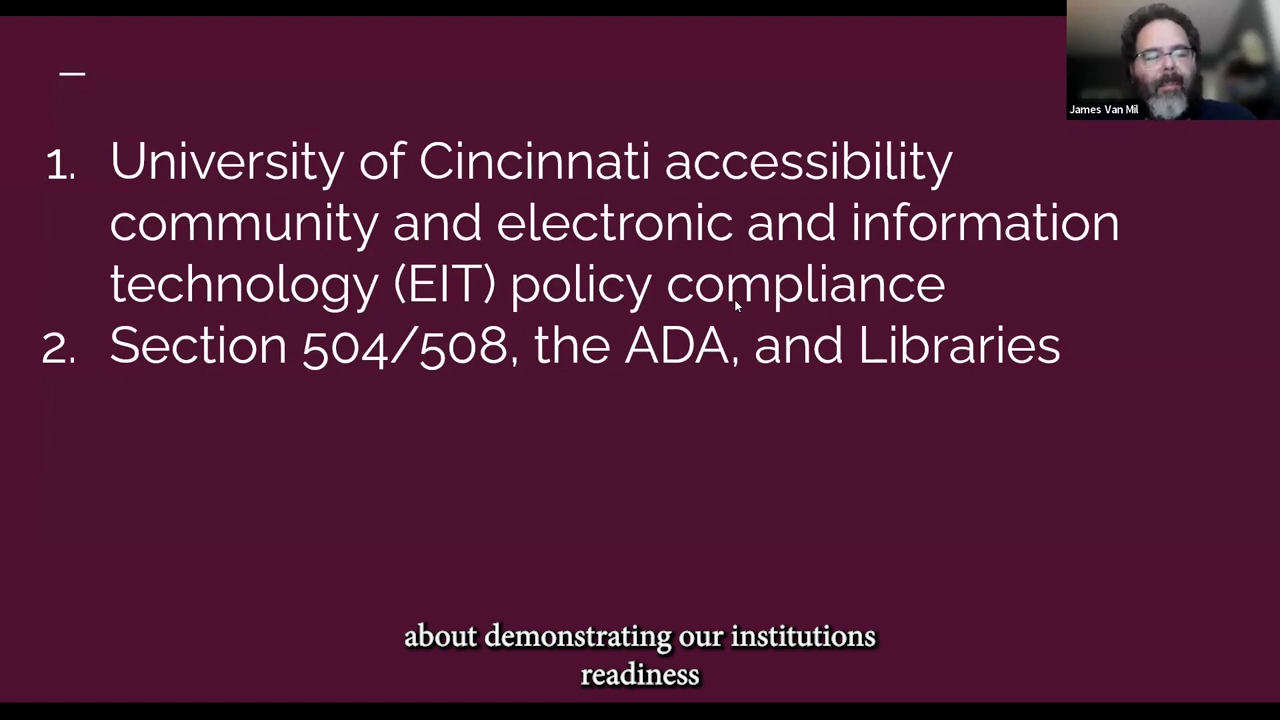 James Van Mil
1. University of Cincinnati accessibility
community and electronic and information
technology (EIT) policy compliance
2. Section 504/508, the ADA, and Libraries
about demonstrating our institutions
readiness